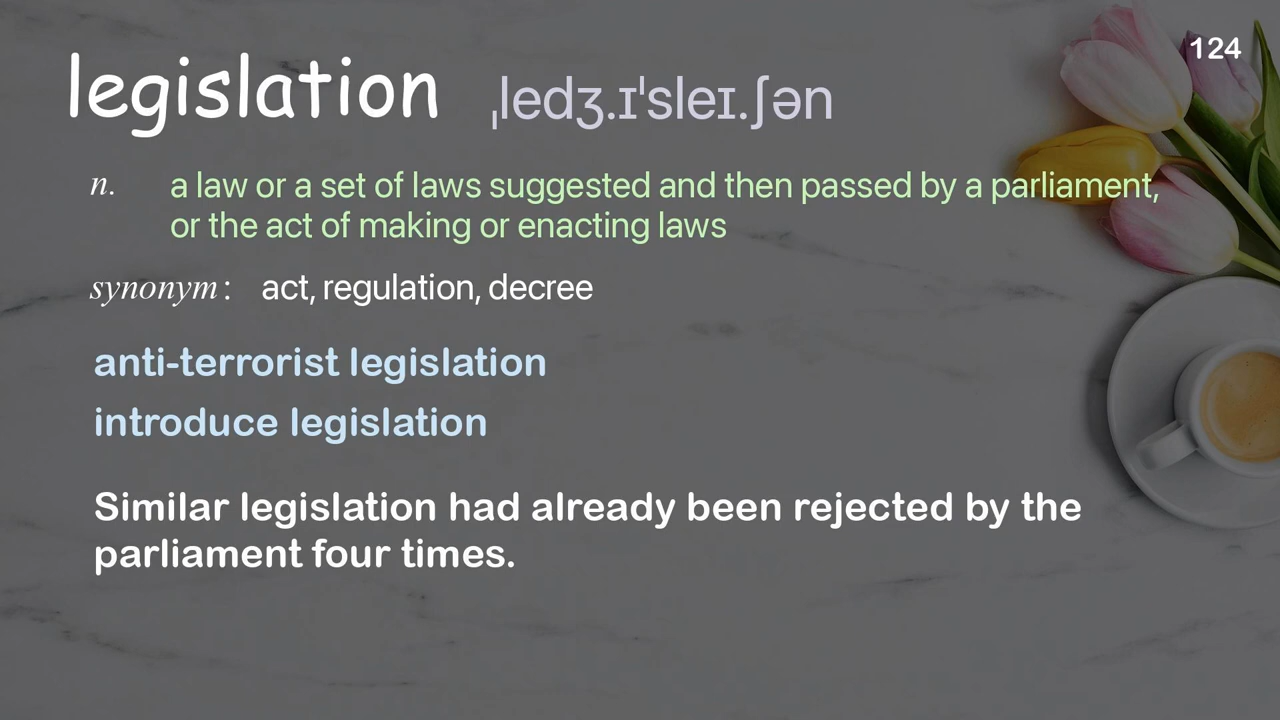 124
legislation ˌledʒ.ɪˈsleɪ.ʃən
n. a law or a set of laws suggested and then passed by a parliament,
or the act of making or enacting laws
synonym: act, regulation, decree
anti-terrorist legislation
introduce legislation
Similar legislation had already been rejected by the
parliament four times.